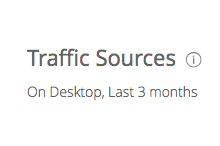 Traffic Sources ⓘ
On Desktop, Last 3 months